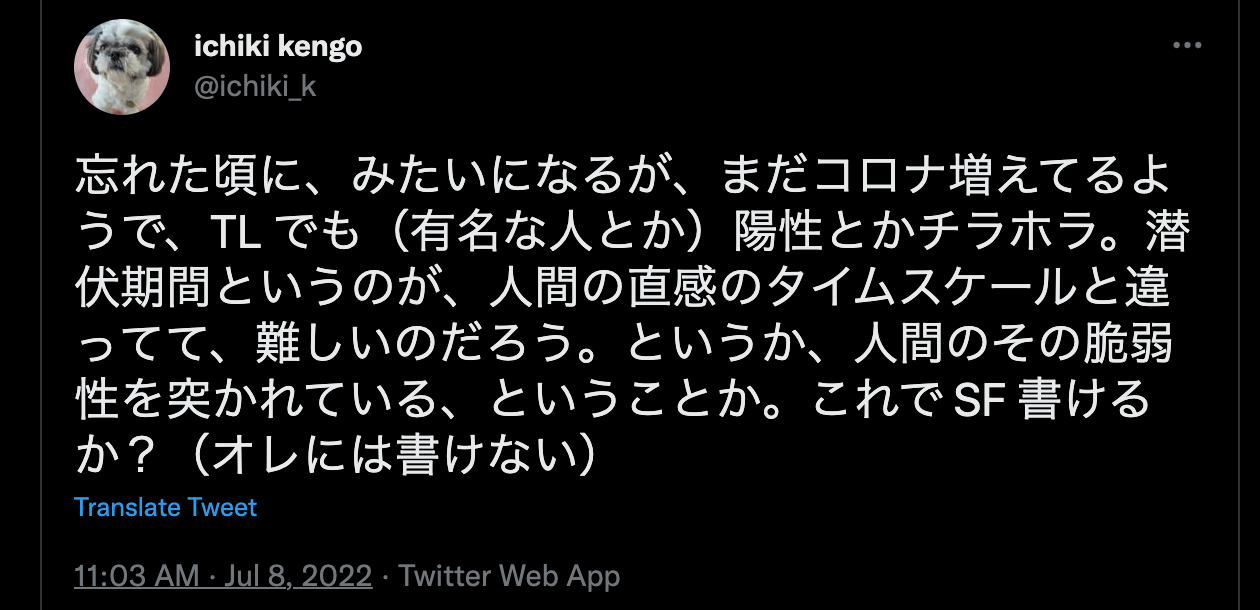 ichiki kengo
@ichiki_k
忘れた頃に、みたいになるが、まだコロナ増えてるよ
うで、TL でも（有名な人とか）陽性とかチラホラ。潜
伏期間というのが、人間の直感のタイムスケールと違
ってて、難しいのだろう。というか、人間のその脆弱
性を突かれている、ということか。これで SF 書ける
か？（オレには書けない）
Translate Tweet
11:03 AM · Jul 8, 2022 · Twitter Web App